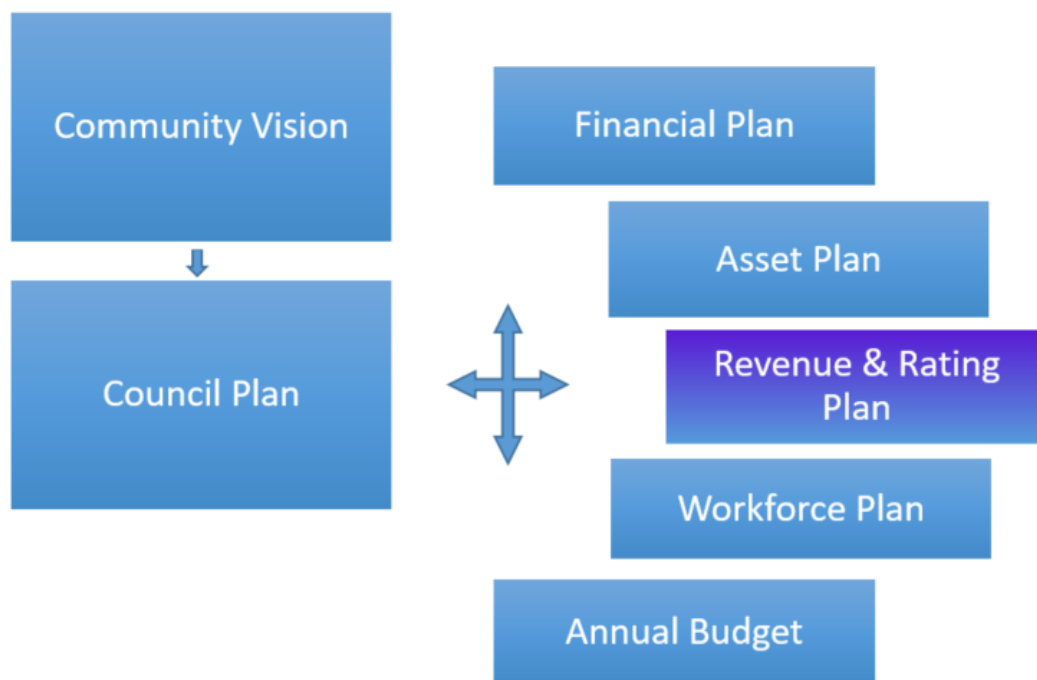 Community Vision
Council Plan
Financial Plan
Asset Plan
Revenue & Rating
Plan
Workforce Plan
Annual Budget